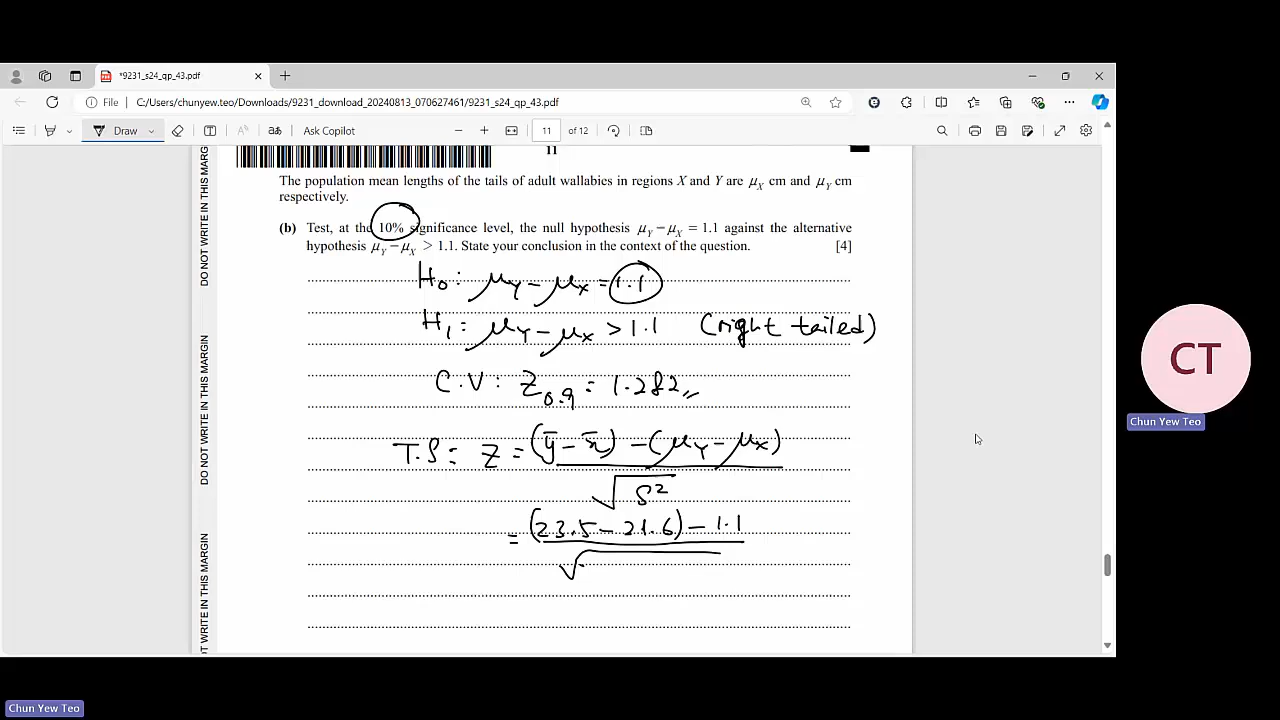 *9231_s24_qp_43.pdf
File C:/Users/chunyew.teo/Downloads/9231_download_20240813_070627461/9231_s24_qp_43.pdf
Draw Ask Copilot 11 of 12
11
DO NOT WRITE IN THIS MARGIN
DO NOT WRITE IN THIS MARGIN
OT WRITE IN THIS MARGIN
The population mean lengths of the tails of adult wallabies in regions X and Y are μX cm and μY cm
respectively.
(b) Test, at the 10% significance level, the null hypothesis μY − μX = 1.1 against the alternative
hypothesis μY − μX > 1.1. State your conclusion in the context of the question. [4]
H₀: μY − μX = 1.1
H₁: μY − μX > 1.1 (right tailed)
C.V: Z0.9 = 1.282
T.S: Z = (ȳ − x̄) − (μY − μX)
√S²
= (23.5 − 21.6) − 1.1
√
CT
Chun Yew Teo
Chun Yew Teo